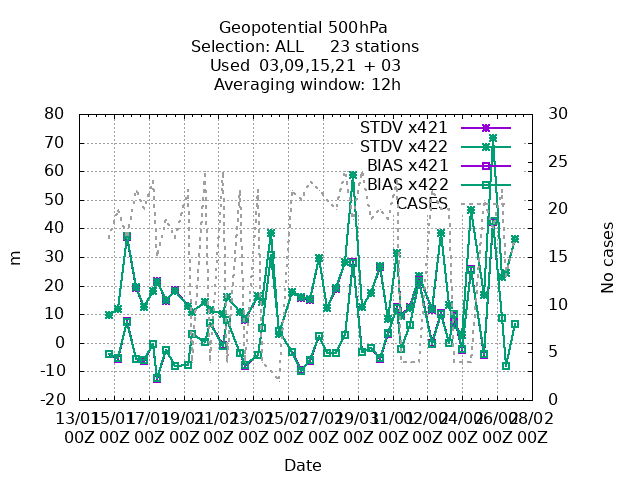 Geopotential 500hPa
Selection: ALL 23 stations
Used 03,09,15,21 + 03
Averaging window: 12h
STDV x421
STDV x422
BIAS x421
BIAS x422
CASES
80
70
60
50
40
30
20
10
0
-10
-20
m
30
25
20
15
10
5
0
No cases
13/01 15/01 17/01 19/01 21/01 23/01 25/01 27/01 29/01 31/01 02/02 04/02 06/02 08/02
00Z 00Z 00Z 00Z 00Z 00Z 00Z 00Z 00Z 00Z 00Z 00Z 00Z 00Z
Date